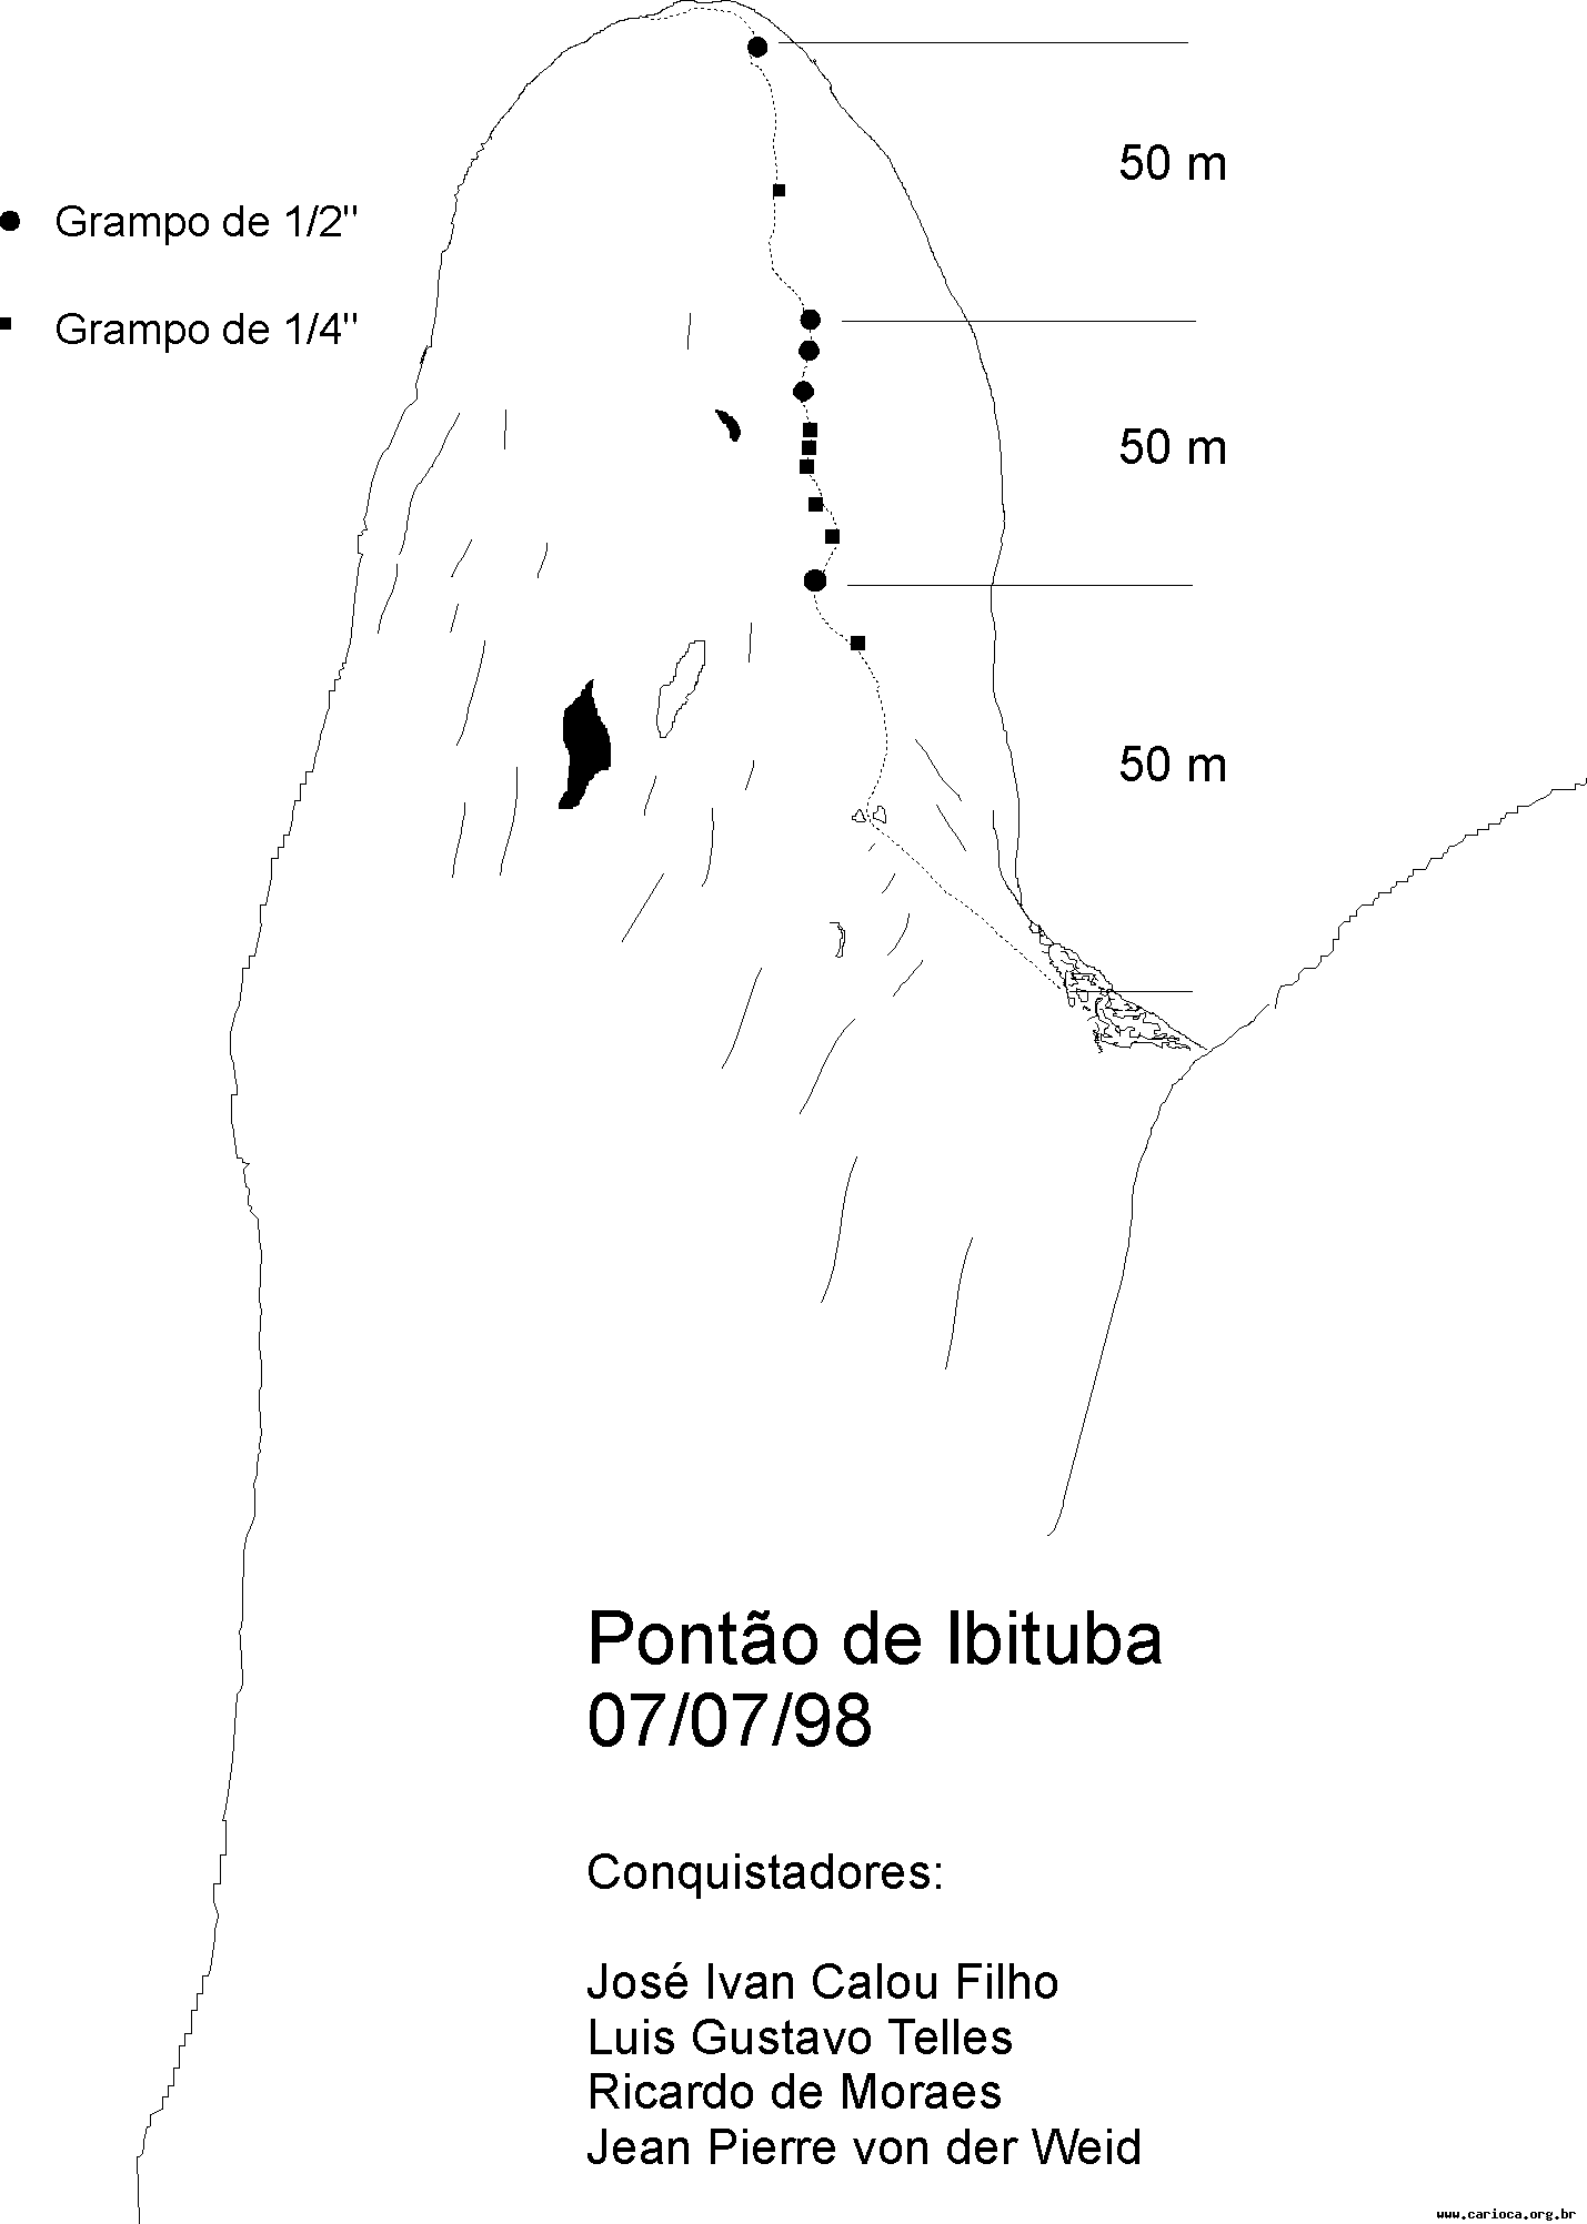 50 m
Grampo de 1/2"
Grampo de 1/4"
50 m
50 m
Pontão de Ibituba
07/07/98
Conquistadores:
José Ivan Calou Filho
Luis Gustavo Telles
Ricardo de Moraes
Jean Pierre von der Weid
www.carioca.org.br